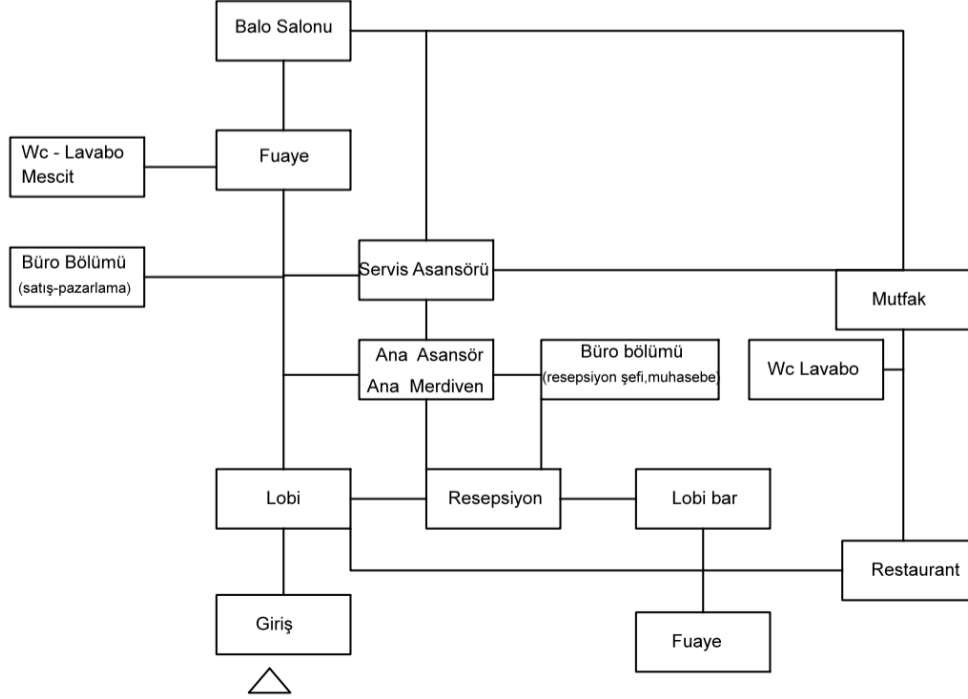 Balo Salonu
Wc - Lavabo
Mescit
Fuaye
Büro Bölümü
(satış-pazarlama)
Servis Asansörü
Mutfak
Ana Asansör
Ana Merdiven
Büro bölümü
(resepsiyon şefi,muhasebe)
Wc Lavabo
Lobi
Resepsiyon
Lobi bar
Restaurant
Giriş
Fuaye